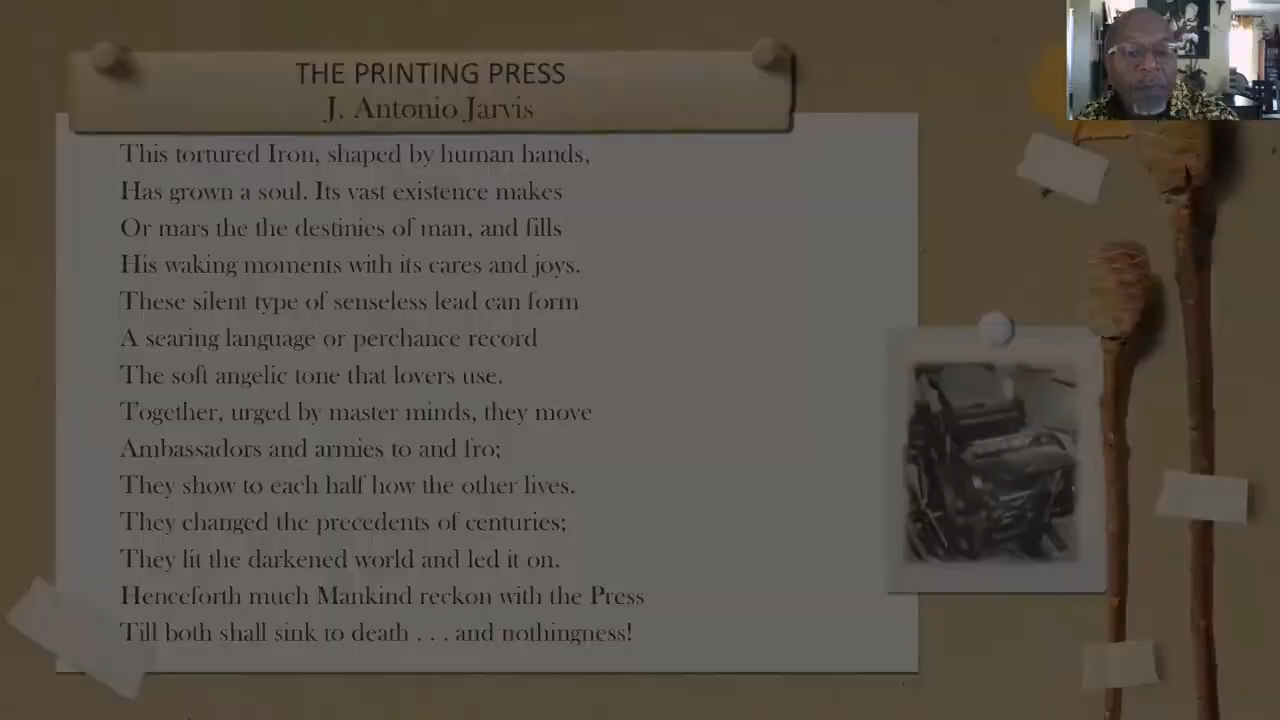 THE PRINTING PRESS
J. Antonio Jarvis
This tortured Iron, shaped by human hands,
Has grown a soul. Its vast existence makes
Or mars the the destinies of man, and fills
His waking moments with its cares and joys.
These silent type of senseless lead can form
A searing language or perchance record
The soft angelic tone that lovers use.
Together, urged by master minds, they move
Ambassadors and armies to and fro;
They show to each half how the other lives.
They changed the precedents of centuries;
They lit the darkened world and led it on.
Henceforth much Mankind reckon with the Press
Till both shall sink to death . . . and nothingness!